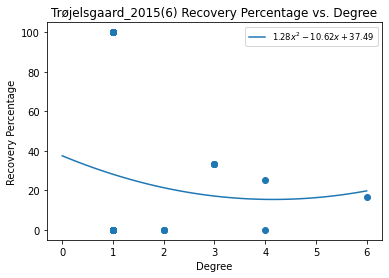 Trøjelsgaard_2015(6) Recovery Percentage vs. Degree
1.28x² − 10.62x + 37.49
100
80
60
40
20
0
Recovery Percentage
0 1 2 3 4 5 6
Degree